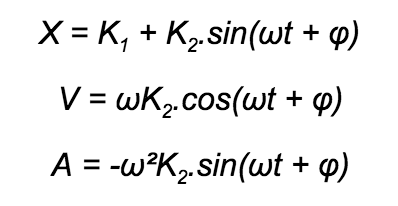 X = K₁ + K₂.sin(ωt + φ)
V = ωK₂.cos(ωt + φ)
A = -ω²K₂.sin(ωt + φ)